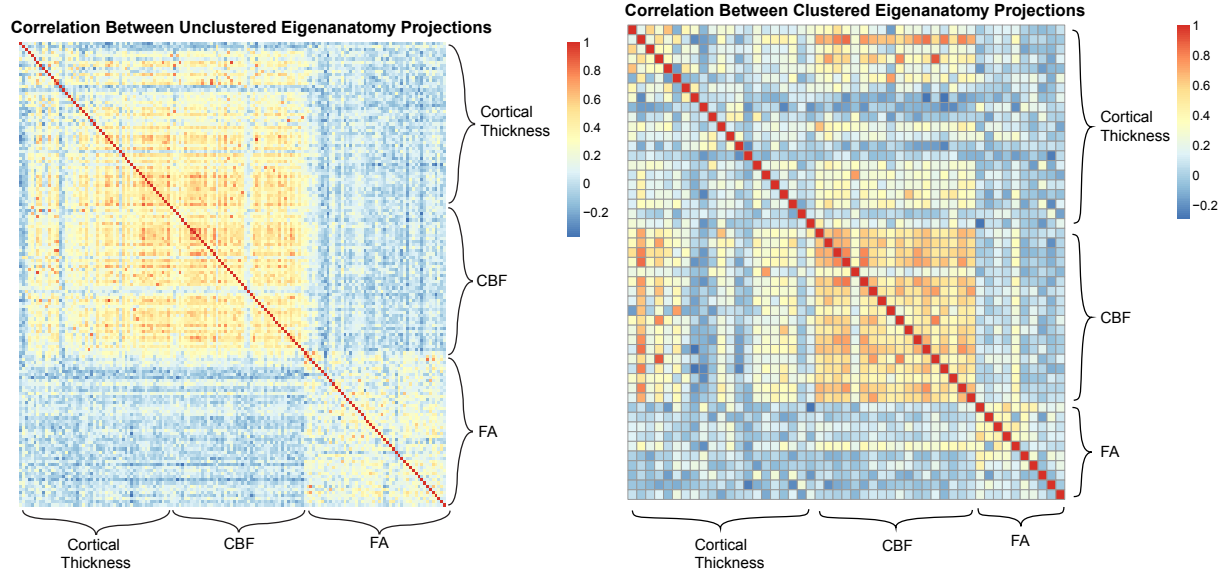 Correlation Between Unclustered Eigenanatomy Projections
1
0.8
0.6
0.4
0.2
0
−0.2
Cortical
Thickness
CBF
FA
Cortical
Thickness
CBF
FA
Correlation Between Clustered Eigenanatomy Projections
1
0.8
0.6
0.4
0.2
0
−0.2
Cortical
Thickness
CBF
FA
Cortical
Thickness
CBF
FA